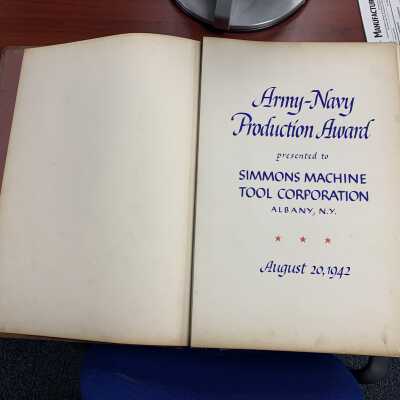 Army-Navy
Production Award
presented to
SIMMONS MACHINE
TOOL CORPORATION
ALBANY, N.Y.
August 20, 1942